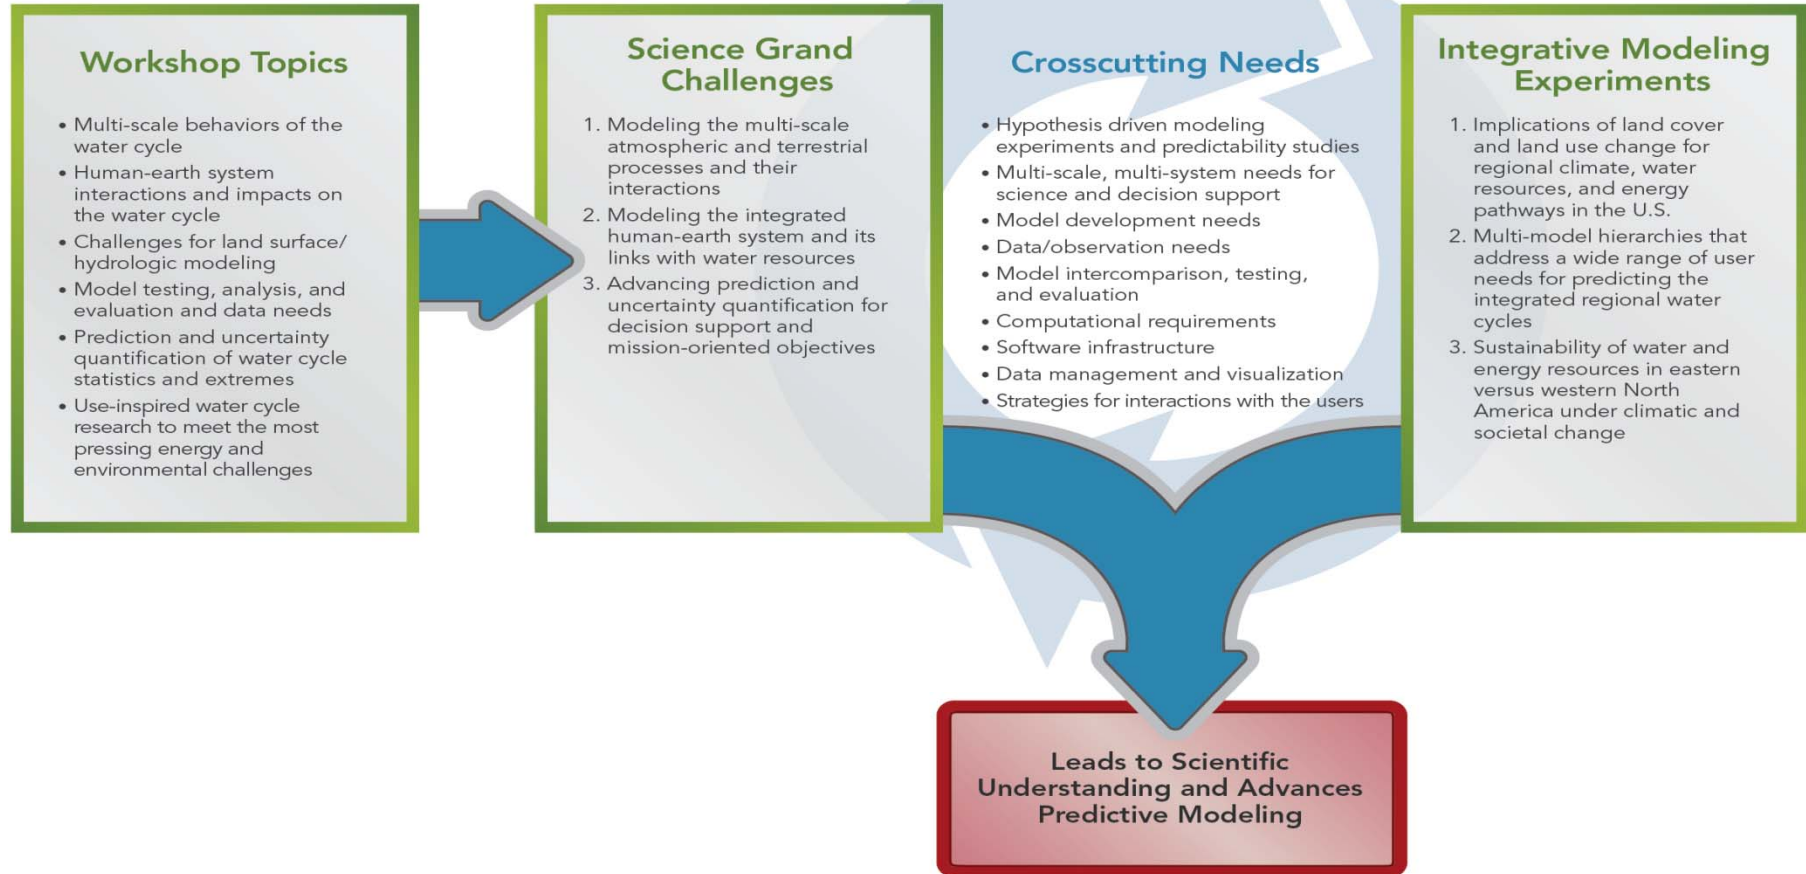 Workshop Topics
• Multi-scale behaviors of the
water cycle
• Human-earth system
interactions and impacts on
the water cycle
• Challenges for land surface/
hydrologic modeling
• Model testing, analysis, and
evaluation and data needs
• Prediction and uncertainty
quantification of water cycle
statistics and extremes
• Use-inspired water cycle
research to meet the most
pressing energy and
environmental challenges
Science Grand
Challenges
1. Modeling the multi-scale
atmospheric and terrestrial
processes and their
interactions
2. Modeling the integrated
human-earth system and its
links with water resources
3. Advancing prediction and
uncertainty quantification for
decision support and
mission-oriented objectives
Crosscutting Needs
• Hypothesis driven modeling
experiments and predictability studies
• Multi-scale, multi-system needs for
science and decision support
• Model development needs
• Data/observation needs
• Model intercomparison, testing,
and evaluation
• Computational requirements
• Software infrastructure
• Data management and visualization
• Strategies for interactions with the users
Integrative Modeling
Experiments
1. Implications of land cover
and land use change for
regional climate, water
resources, and energy
pathways in the U.S.
2. Multi-model hierarchies that
address a wide range of user
needs for predicting the
integrated regional water
cycles
3. Sustainability of water and
energy resources in eastern
versus western North
America under climatic and
societal change
Leads to Scientific
Understanding and Advances
Predictive Modeling